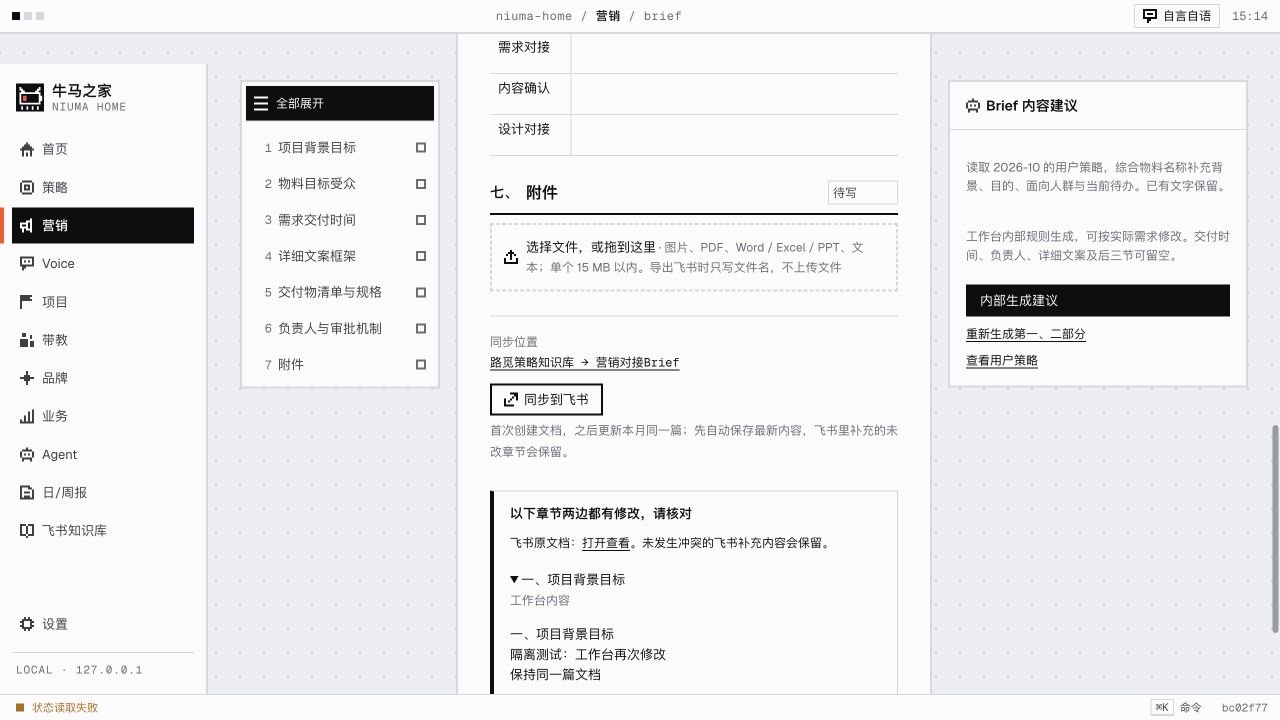 niuma-home / 营销 / brief
自言自语
15:14
牛马之家
NIUMA HOME
首页
策略
营销
Voice
项目
带教
品牌
业务
Agent
日/周报
飞书知识库
设置
LOCAL · 127.0.0.1
全部展开
1 项目背景目标
2 物料目标受众
3 需求交付时间
4 详细文案框架
5 交付物清单与规格
6 负责人与审批机制
7 附件
需求对接
内容确认
设计对接
七、 附件
待写
选择文件，或拖到这里 · 图片、PDF、Word / Excel / PPT、文
本；单个 15 MB 以内。导出飞书时只写文件名，不上传文件
同步位置
路觅策略知识库 → 营销对接Brief
同步到飞书
首次创建文档，之后更新本月同一篇；先自动保存最新内容，飞书里补充的未
改章节会保留。
以下章节两边都有修改，请核对
飞书原文档：打开查看。未发生冲突的飞书补充内容会保留。
▼一、项目背景目标
工作台内容
一、项目背景目标
隔离测试：工作台再次修改
保持同一篇文档
Brief 内容建议
读取 2026-10 的用户策略，综合物料名称补充背
景、目的、面向人群与当前待办。已有文字保留。
工作台内部规则生成，可按实际需求修改。交付时
间、负责人、详细文案及后三节可留空。
内部生成建议
重新生成第一、二部分
查看用户策略
状态读取失败
⌘K 命令
bc02f77